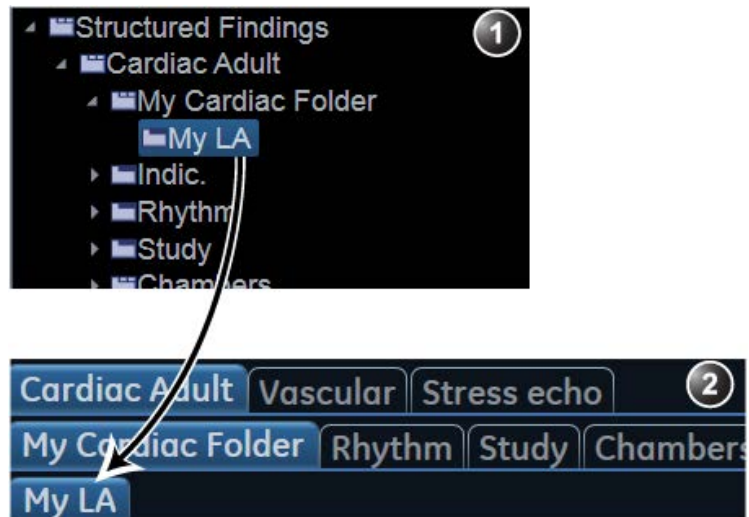 Structured Findings
1
Cardiac Adult
My Cardiac Folder
My LA
Indic.
Rhythm
Study
Chambers
Cardiac Adult Vascular Stress echo
2
My Cardiac Folder Rhythm Study Chambers
My LA